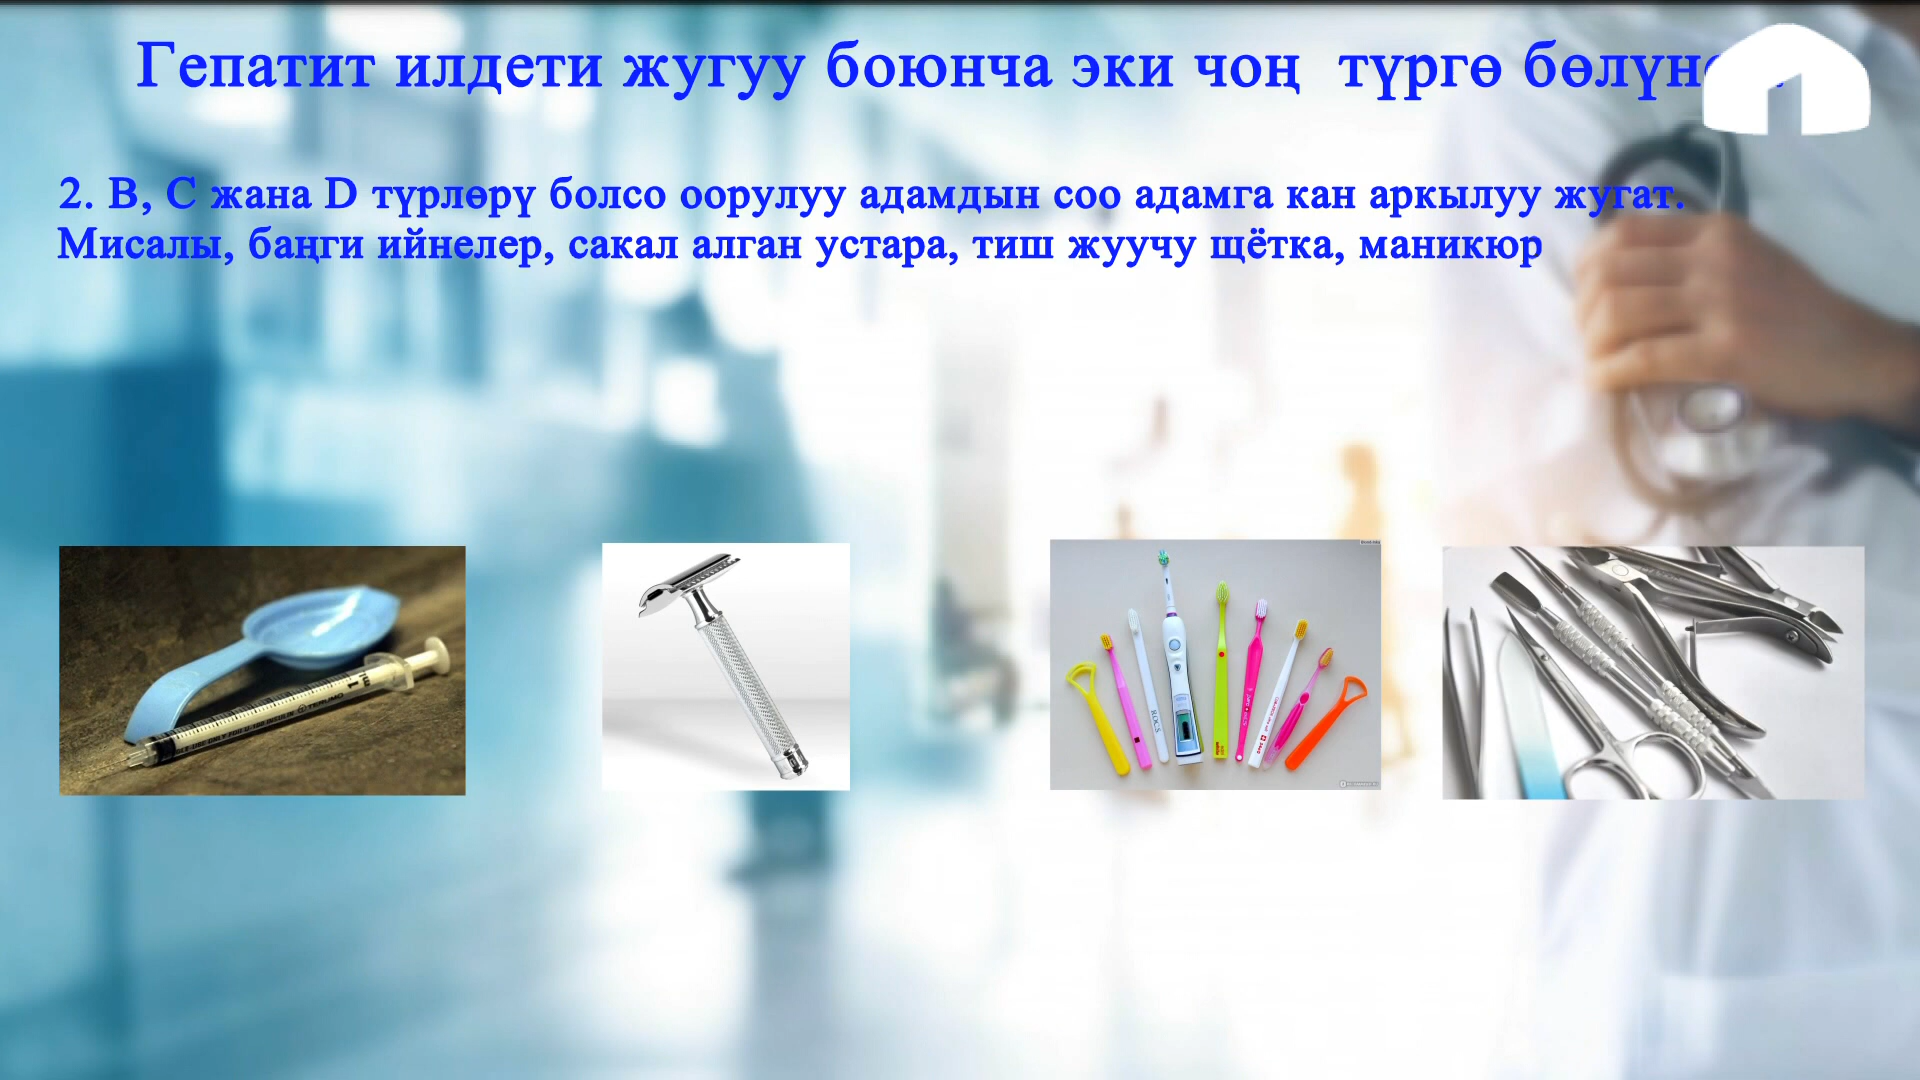 Гепатит илдети жугуу боюнча эки чоң түргө
2. В, С жана D түрлөрү болсо оорулуу адамдын соо адамга кан аркылуу жугат.
Мисалы, баңги ийнелер, сакал алган устара, тиш жуучу щётка, маникюр